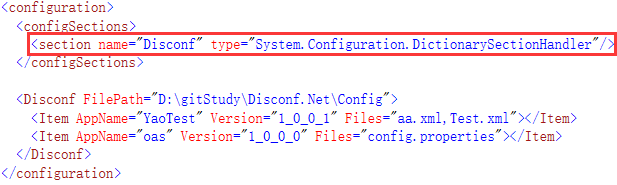 <configuration>
<configSections>
<section name="Disconf" type="System.Configuration.DictionarySectionHandler"/>
</configSections>
<Disconf FilePath="D:\gitStudy\Disconf.Net\Config">
<Item AppName="YaoTest" Version="1_0_0_1" Files="aa.xml,Test.xml"></Item>
<Item AppName="oas" Version="1_0_0_0" Files="config.properties"></Item>
</Disconf>
</configuration>